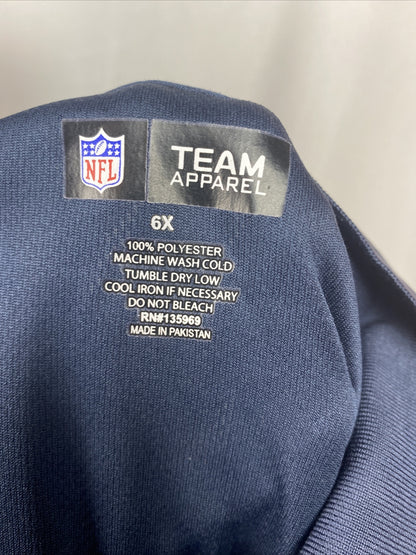 NFL
TEAM
APPAREL
6X
100% POLYESTER
MACHINE WASH COLD
TUMBLE DRY LOW
COOL IRON IF NECESSARY
DO NOT BLEACH
RN#135969
MADE IN PAKISTAN